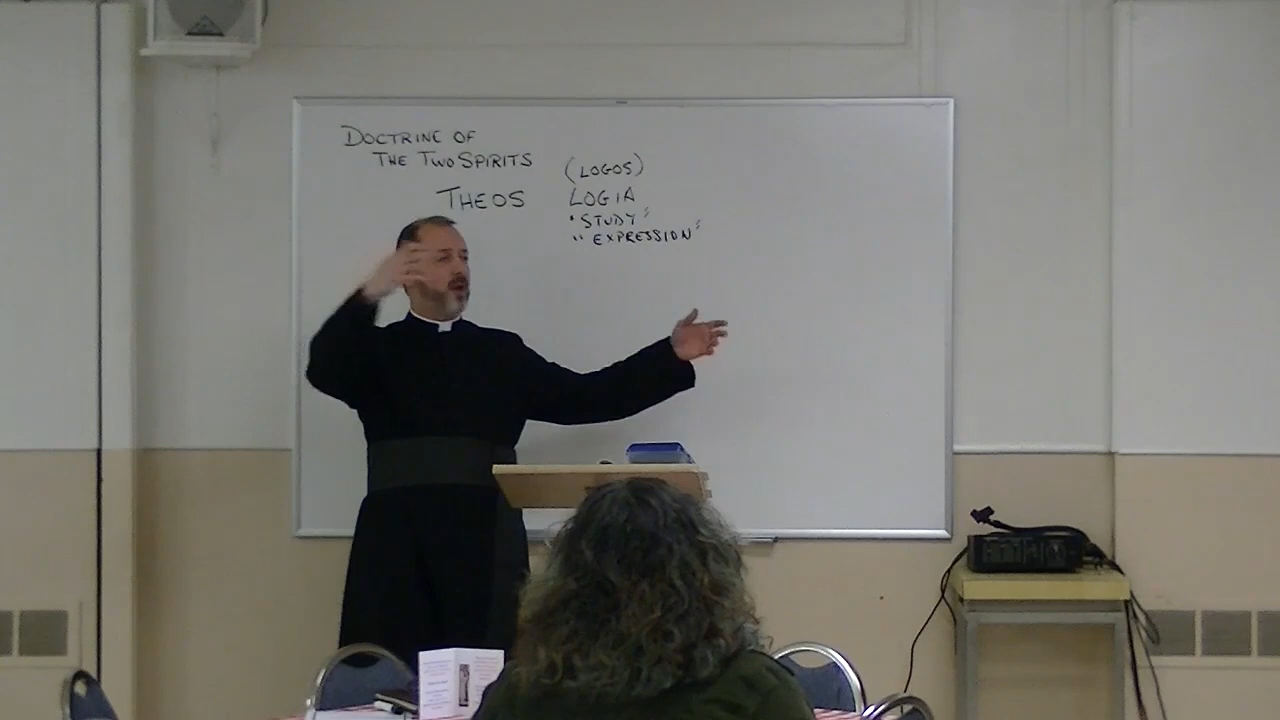 DOCTRINE OF
THE TWO SPIRITS
(LOGOS)
THEOS LOGIA
"STUDY"
"EXPRESSION"